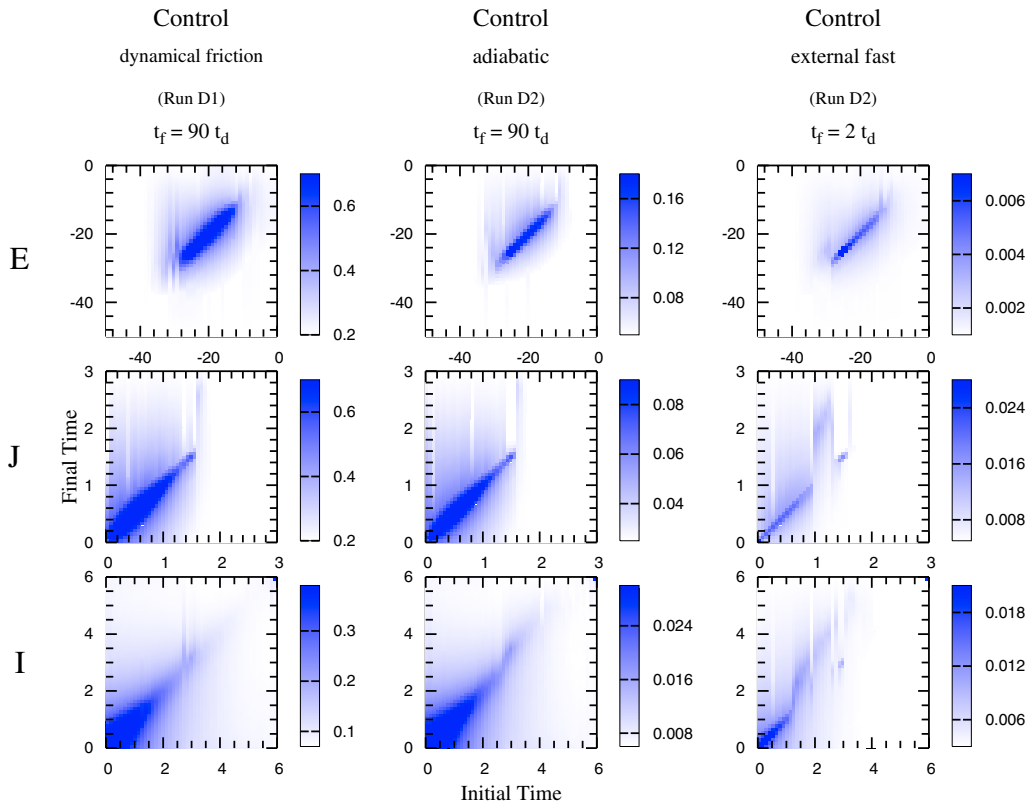 Control Control Control
dynamical friction adiabatic external fast
(Run D1) (Run D2) (Run D2)
t_f = 90 t_d t_f = 90 t_d t_f = 2 t_d
E
0 -20 -40
0.6 0.4 0.2
0 -20 -40
0.16 0.12 0.08
0 -20 -40
0.006 0.004 0.002
-40 -20 0 -40 -20 0 -40 -20 0
J
Final Time
3 2 1 0
0.6 0.4 0.2
3 2 1 0
0.08 0.06 0.04
3 2 1 0
0.024 0.016 0.008
0 1 2 3 0 1 2 3 0 1 2 3
I
6 4 2 0
0.3 0.2 0.1
6 4 2 0
0.024 0.016 0.008
6 4 2 0
0.018 0.012 0.006
0 2 4 6 0 2 4 6 0 2 4 6
Initial Time